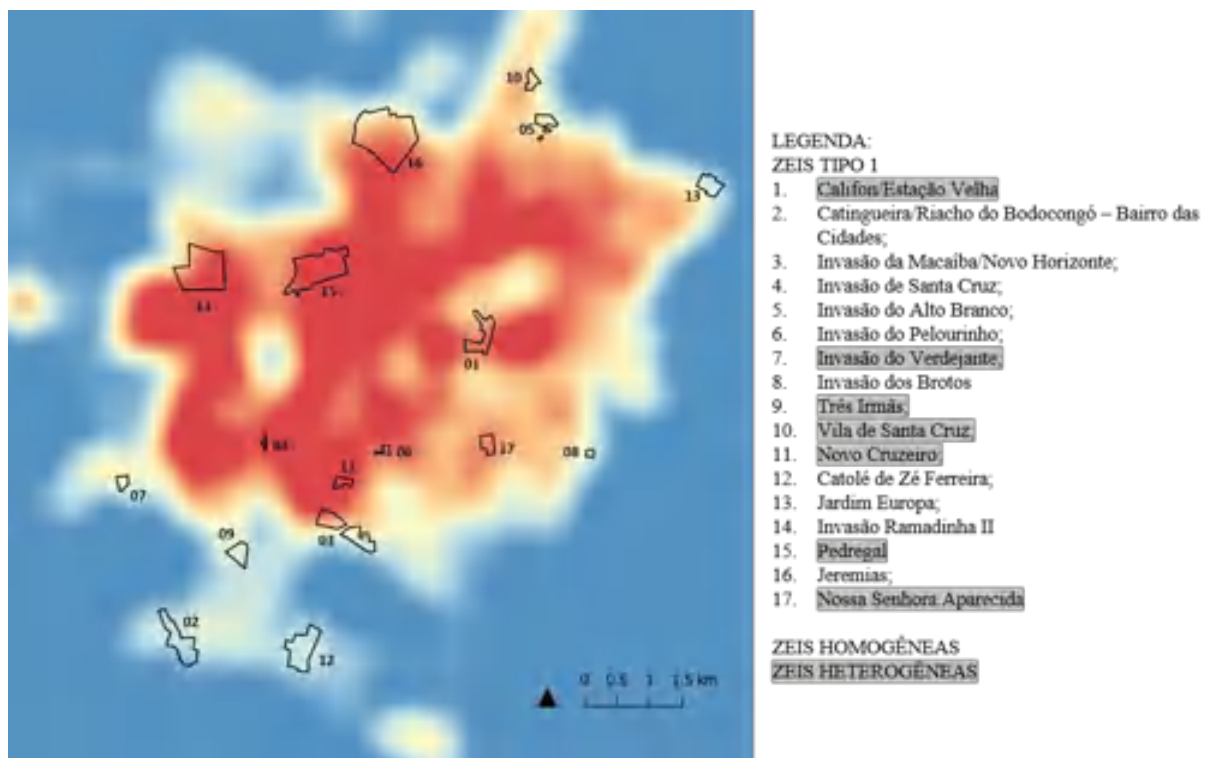 10
05
16
13
15.
01
17
08
07
09
02
12
0 0.5 1 1.5 km
LEGENDA:
ZEIS TIPO 1
1. Califon/Estação Velha
2. Catingueira/Riacho do Bodocongó – Bairro das
Cidades;
3. Invasão da Macaíba/Novo Horizonte;
4. Invasão de Santa Cruz;
5. Invasão do Alto Branco;
6. Invasão do Pelourinho;
7. Invasão do Verdejante,
8. Invasão dos Brotos
9. Três Irmãs;
10. Vila de Santa Cruz
11. Novo Cruzeiro
12. Catolé de Zé Ferreira;
13. Jardim Europa;
14. Invasão Ramadinha II
15. Pedregal
16. Jeremias;
17. Nossa Senhora Aparecida
ZEIS HOMOGÊNEAS
ZEIS HETEROGÊNEAS